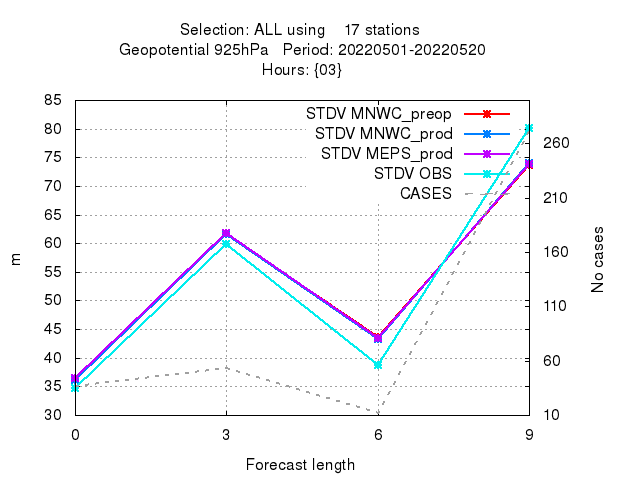 Selection: ALL using 17 stations
Geopotential 925hPa Period: 20220501-20220520
Hours: {03}
STDV MNWC_preop
STDV MNWC_prod
STDV MEPS_prod
STDV OBS
CASES
85
80
75
70
65
60
55
50
45
40
35
30
m
260
210
160
110
60
10
No cases
0 3 6 9
Forecast length